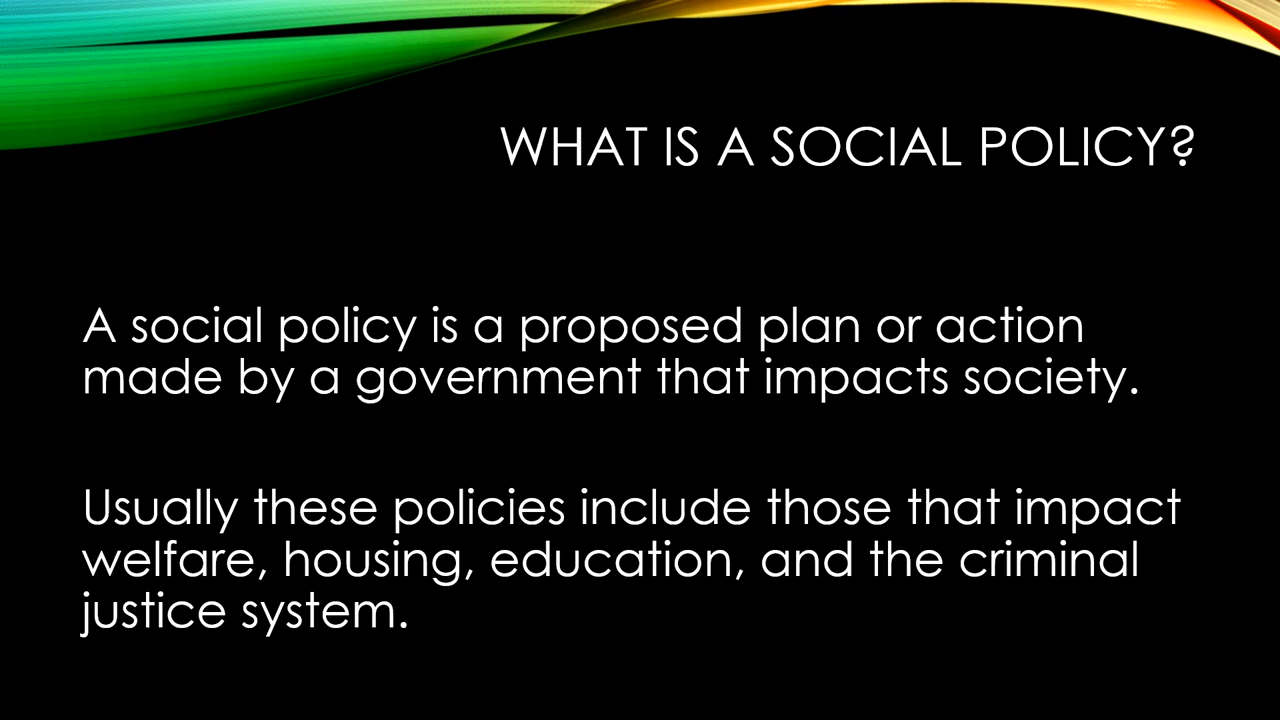 WHAT IS A SOCIAL POLICY?
A social policy is a proposed plan or action
made by a government that impacts society.
Usually these policies include those that impact
welfare, housing, education, and the criminal
justice system.